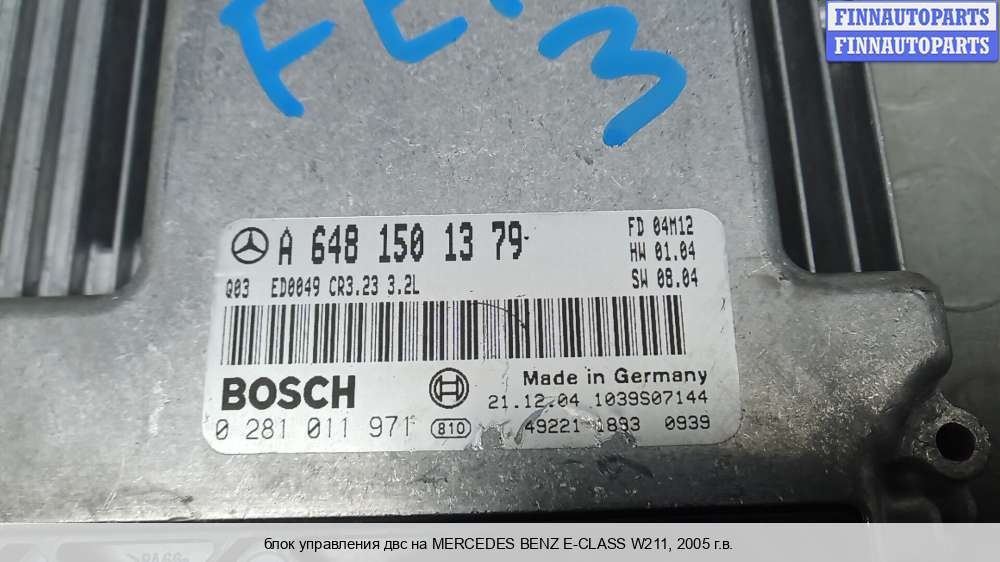 FINNAUTOPARTS
FINNAUTOPARTS
3
A 648 150 13 79
FD 04M12
HW 01.04
SW 08.04
Q03 ED0049 CR3.23 3.2L
BOSCH
Made in Germany
21.12.04 1039S07144
0 281 011 971 810
49221 1893 0939
блок управления двс на MERCEDES BENZ E-CLASS W211, 2005 г.в.